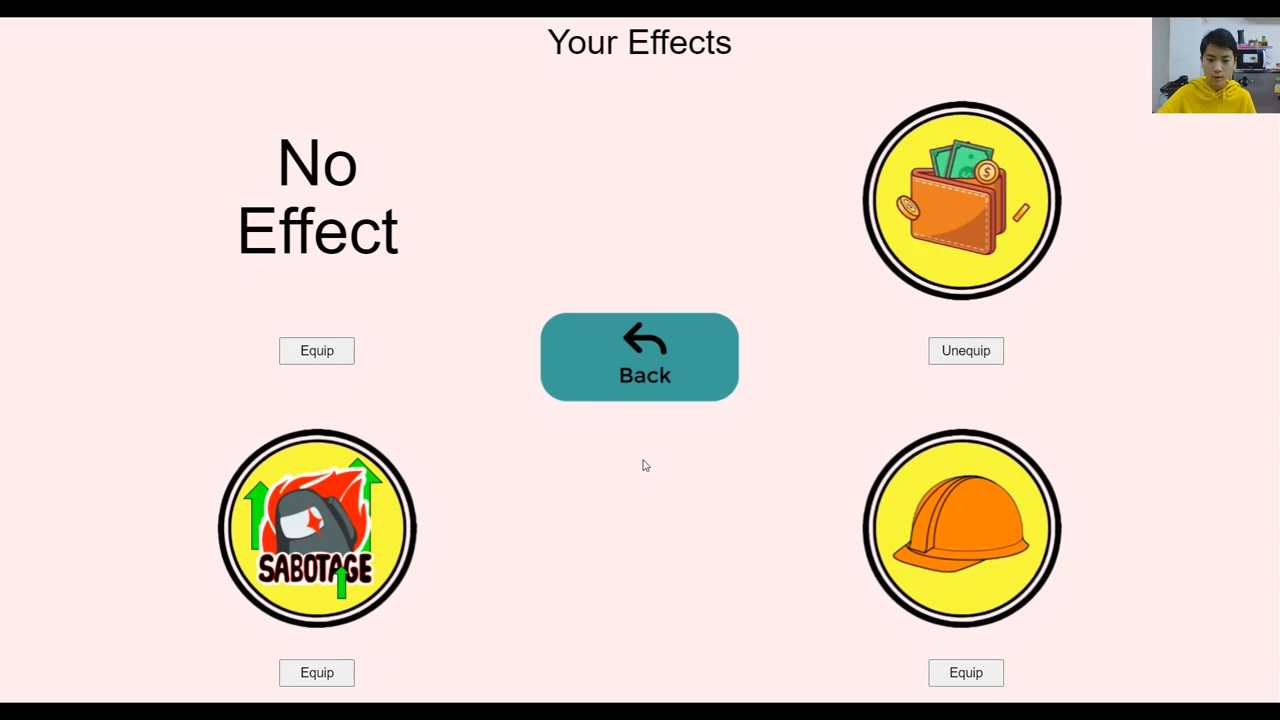 Your Effects
No
Effect
Equip
Unequip
Back
SABOTAGE
Equip
Equip